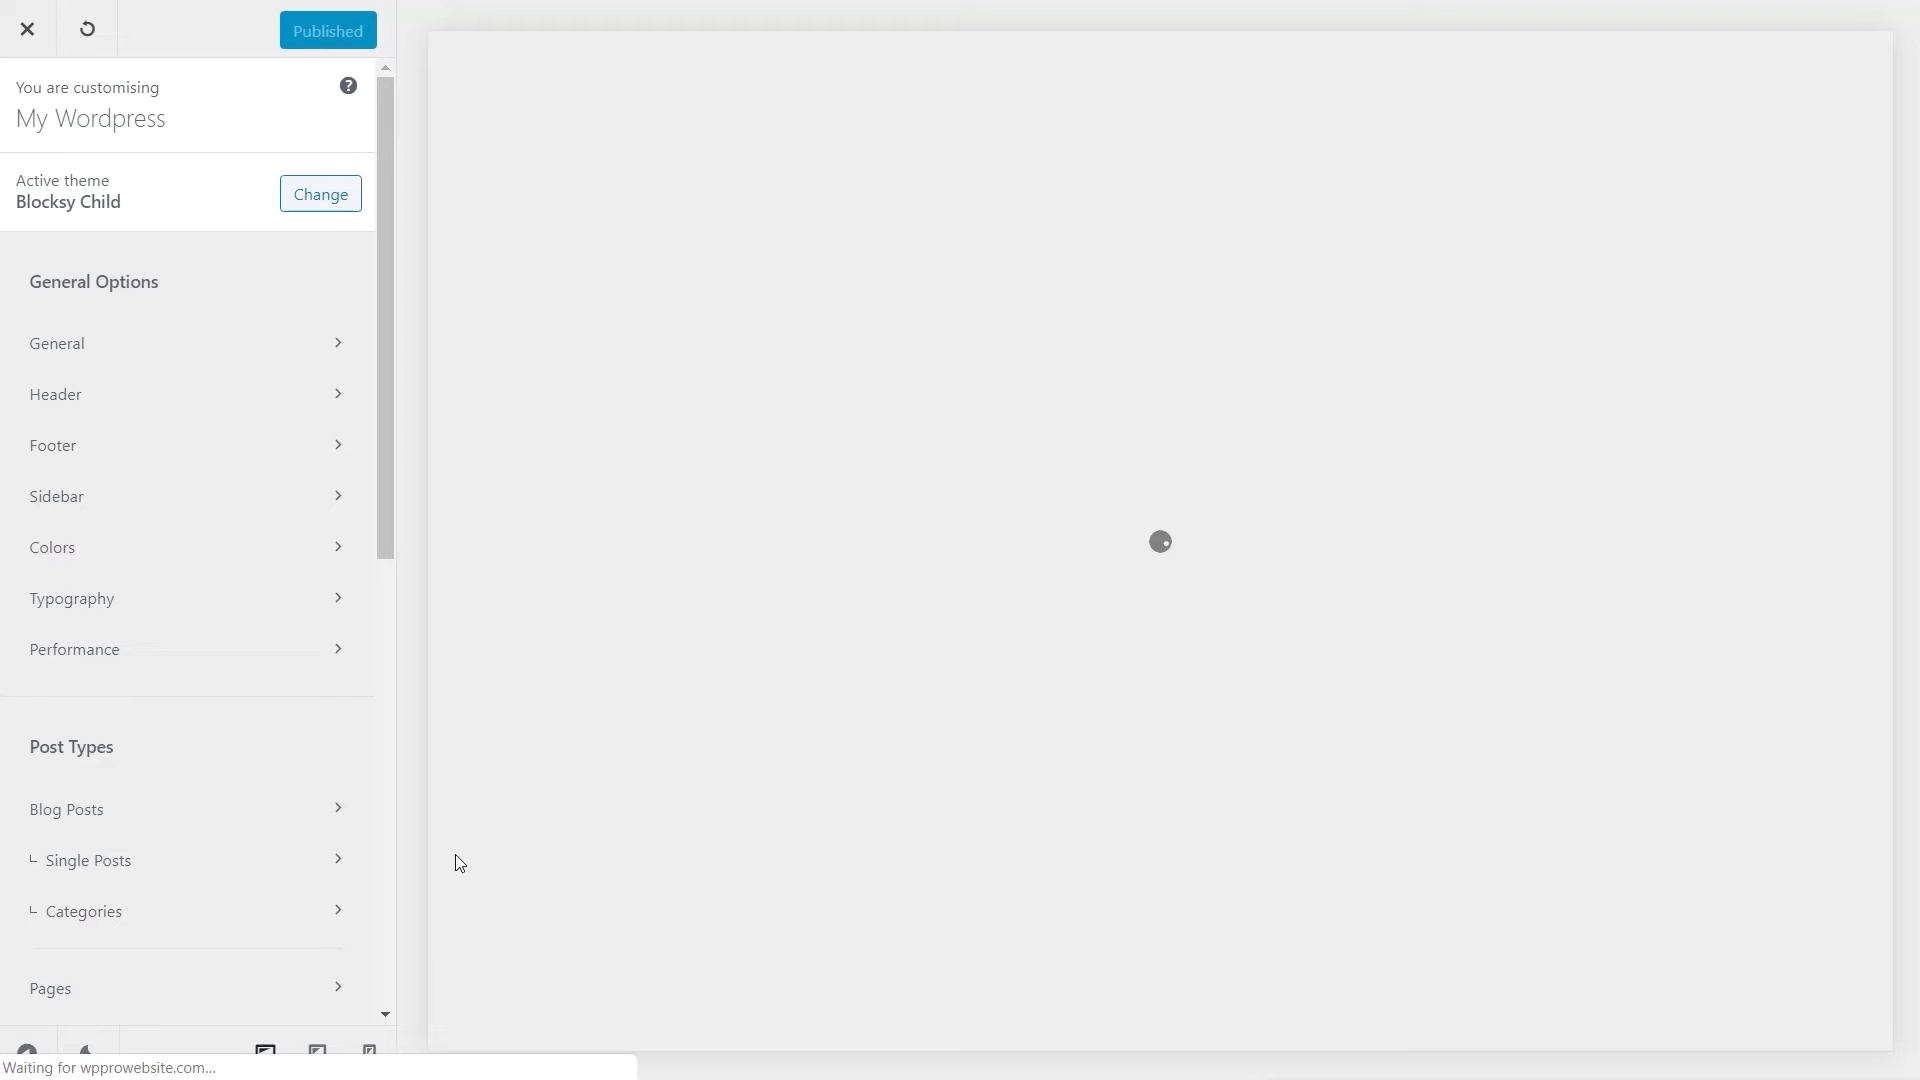 Published
You are customising
My Wordpress
Active theme
Blocksy Child
Change
General Options
General
Header
Footer
Sidebar
Colors
Typography
Performance
Post Types
Blog Posts
Single Posts
Categories
Pages
Waiting for wpprowebsite.com...